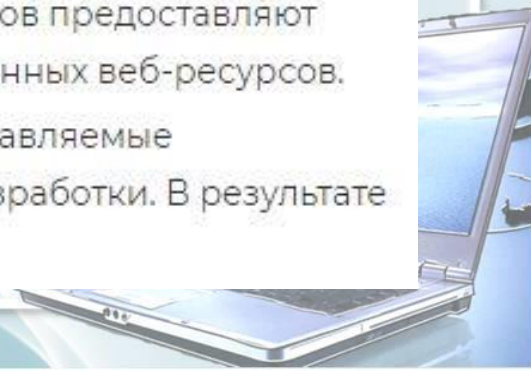 ов предоставляют
нных веб-ресурсов.
авляемые
зработки. В результате